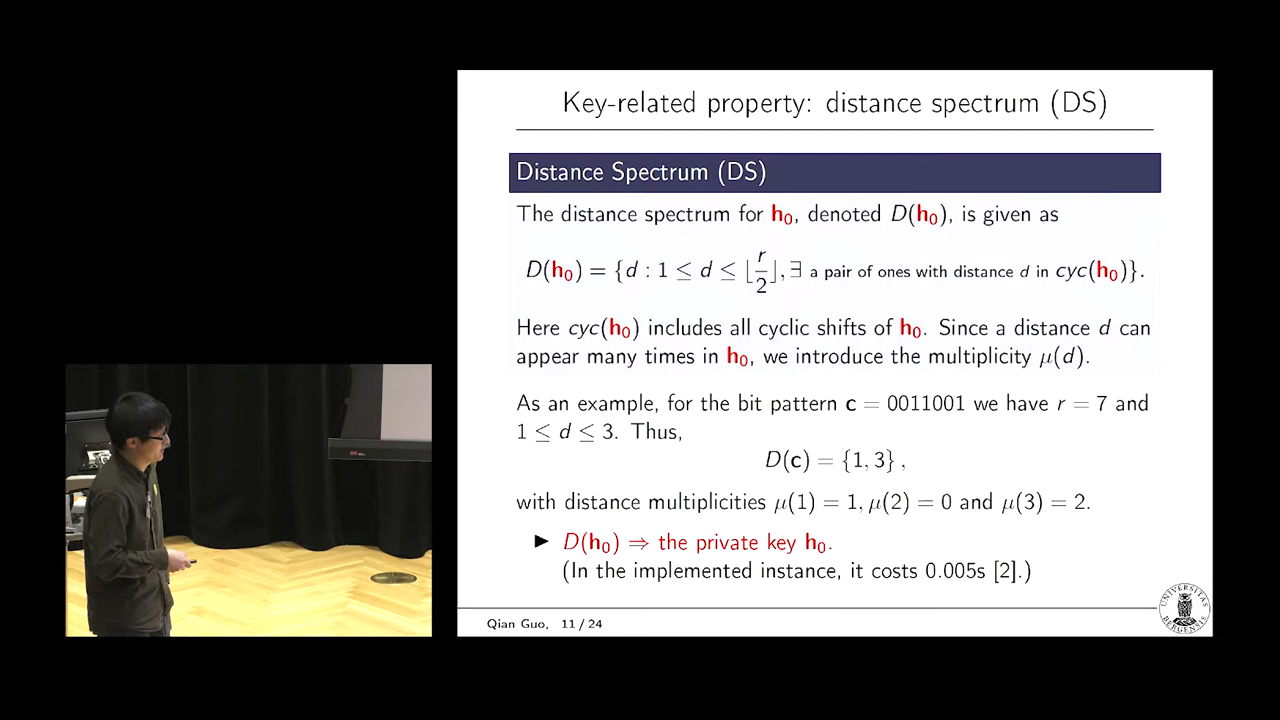 Key-related property: distance spectrum (DS)
Distance Spectrum (DS)
The distance spectrum for h₀, denoted D(h₀), is given as
D(h₀) = {d : 1 ≤ d ≤ ⌊r/2⌋, ∃ a pair of ones with distance d in cyc(h₀)}.
Here cyc(h₀) includes all cyclic shifts of h₀. Since a distance d can
appear many times in h₀, we introduce the multiplicity μ(d).
As an example, for the bit pattern c = 0011001 we have r = 7 and
1 ≤ d ≤ 3. Thus,
D(c) = {1, 3} ,
with distance multiplicities μ(1) = 1, μ(2) = 0 and μ(3) = 2.
▶ D(h₀) ⇒ the private key h₀.
(In the implemented instance, it costs 0.005s [2].)
Qian Guo, 11 / 24
UNIVERSITAS
BERGENSIS